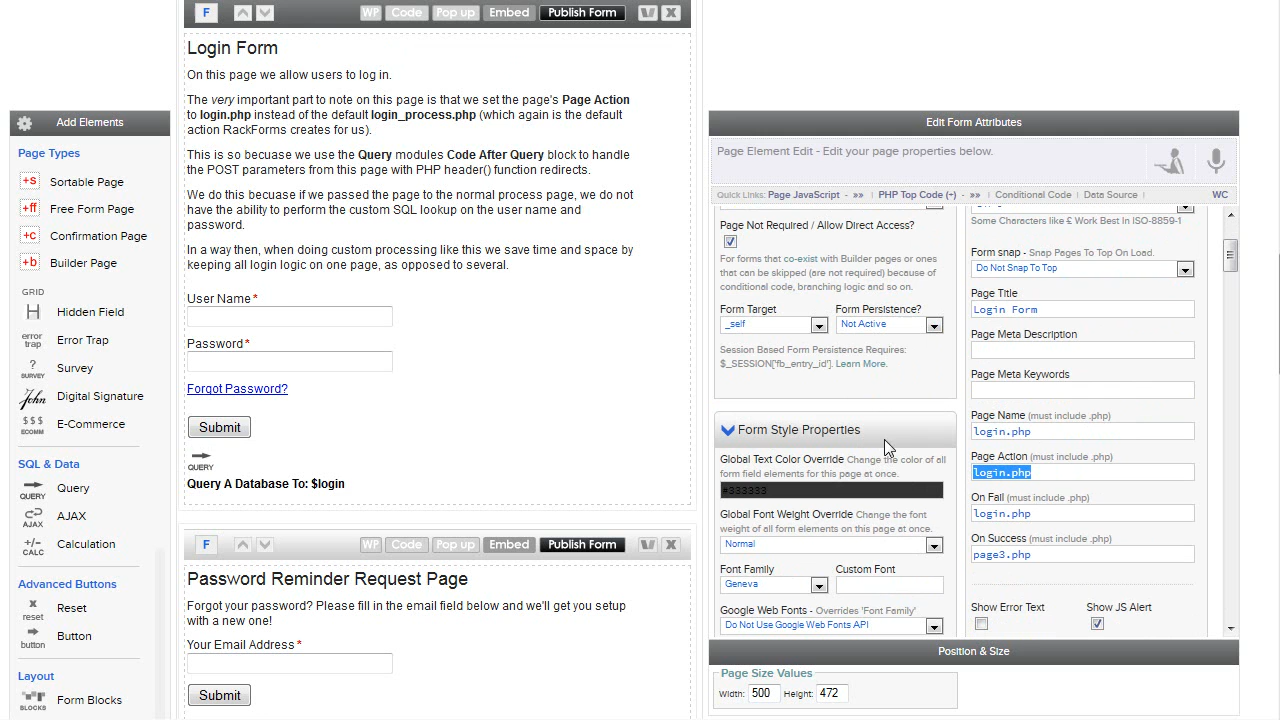 F
WP Code Pop up Embed Publish Form X
Login Form
On this page we allow users to log in.
The very important part to note on this page is that we set the page's Page Action
to login.php instead of the default login_process.php (which again is the default
action RackForms creates for us).
This is so becuase we use the Query modules Code After Query block to handle
the POST parameters from this page with PHP header() function redirects.
We do this becuase if we passed the page to the normal process page, we do not
have the ability to perform the custom SQL lookup on the user name and
password.
In a way then, when doing custom processing like this we save time and space by
keeping all login logic on one page, as opposed to several.
User Name*
Password*
Forgot Password?
Submit
QUERY
Query A Database To: $login
F
WP Code Pop up Embed Publish Form X
Password Reminder Request Page
Forgot your password? Please fill in the email field below and we'll get you setup
with a new one!
Your Email Address *
Submit
Add Elements
Page Types
+s Sortable Page
+ff Free Form Page
+c Confirmation Page
+b Builder Page
GRID
H Hidden Field
error trap Error Trap
? SURVEY Survey
John Digital Signature
$ $ $ ECOMM E-Commerce
SQL & Data
QUERY Query
AJAX AJAX
+/− CALC Calculation
Advanced Buttons
x reset Reset
button Button
Layout
BLOCKS Form Blocks
Edit Form Attributes
Page Element Edit - Edit your page properties below.
Quick Links: Page JavaScript - »» | PHP Top Code (+) - »» | Conditional Code | Data Source | WC
Page Not Required / Allow Direct Access?
For forms that co-exist with Builder pages or ones
that can be skipped (are not required) because of
conditional code, branching logic and so on.
Form Target Form Persistence?
_self Not Active
Session Based Form Persistence Requires:
$_SESSION['fb_entry_id']. Learn More.
Form Style Properties
Global Text Color Override Change the color of all
form field elements for this page at once.
#333333
Global Font Weight Override Change the font
weight of all form elements on this page at once.
Normal
Font Family Custom Font
Geneva
Google Web Fonts - Overrides 'Font Family'
Do Not Use Google Web Fonts API
Some Characters like £ Work Best In ISO-8859-1
Form snap - Snap Pages To Top On Load.
Do Not Snap To Top
Page Title
Login Form
Page Meta Description
Page Meta Keywords
Page Name (must include .php)
login.php
Page Action (must include .php)
login.php
On Fail (must include .php)
login.php
On Success (must include .php)
page3.php
Show Error Text Show JS Alert
Position & Size
Page Size Values
Width: 500 Height: 472